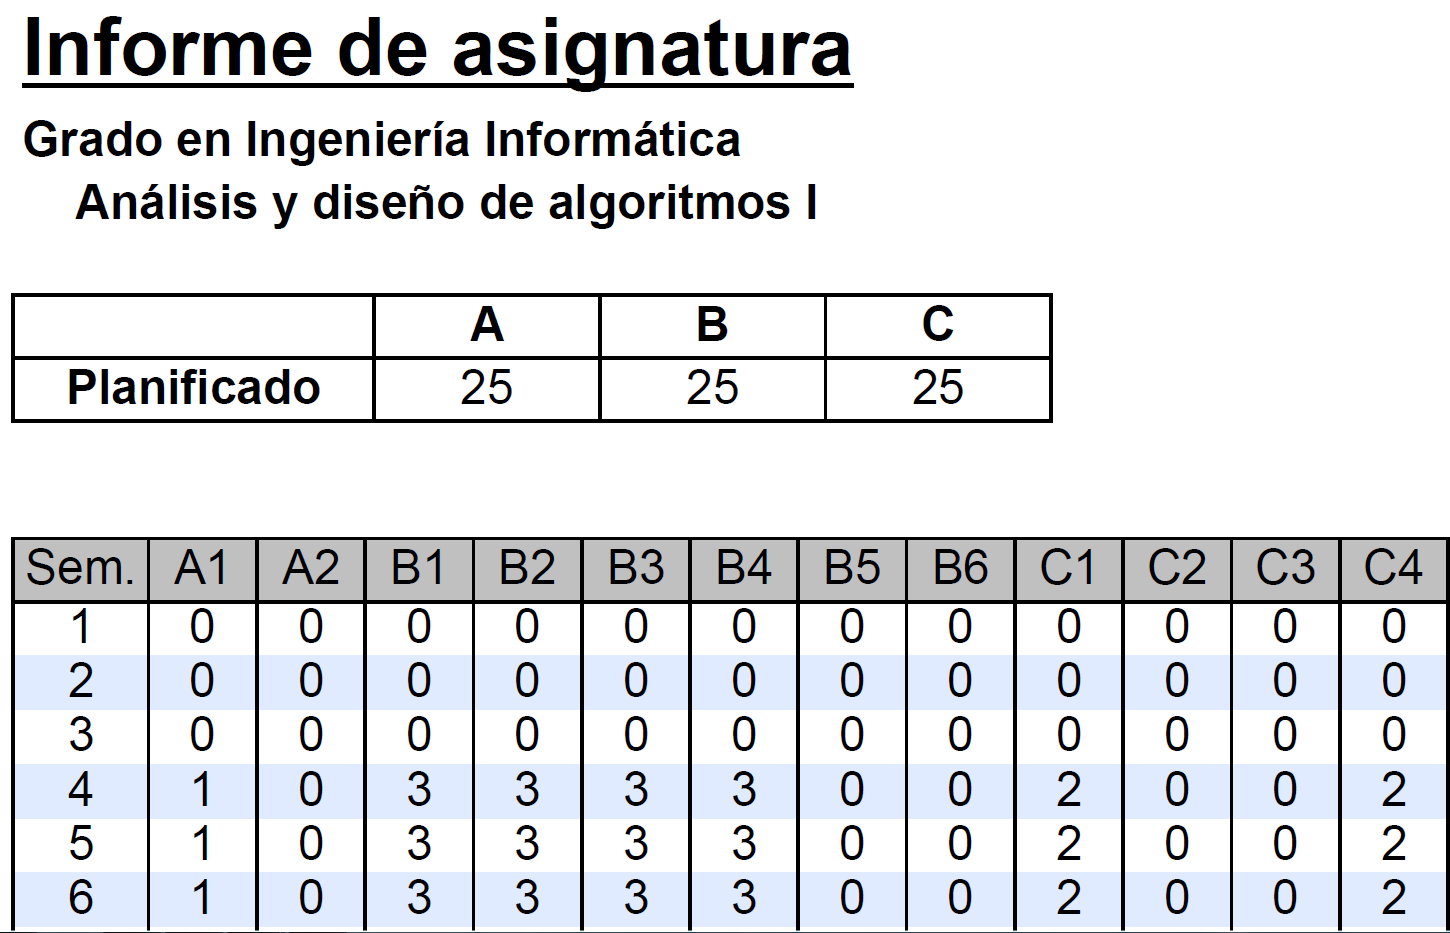 Informe de asignatura
Grado en Ingeniería Informática
Análisis y diseño de algoritmos I
A B C
Planificado 25 25 25
Sem. A1 A2 B1 B2 B3 B4 B5 B6 C1 C2 C3 C4
1 0 0 0 0 0 0 0 0 0 0 0 0
2 0 0 0 0 0 0 0 0 0 0 0 0
3 0 0 0 0 0 0 0 0 0 0 0 0
4 1 0 3 3 3 3 0 0 2 0 0 2
5 1 0 3 3 3 3 0 0 2 0 0 2
6 1 0 3 3 3 3 0 0 2 0 0 2